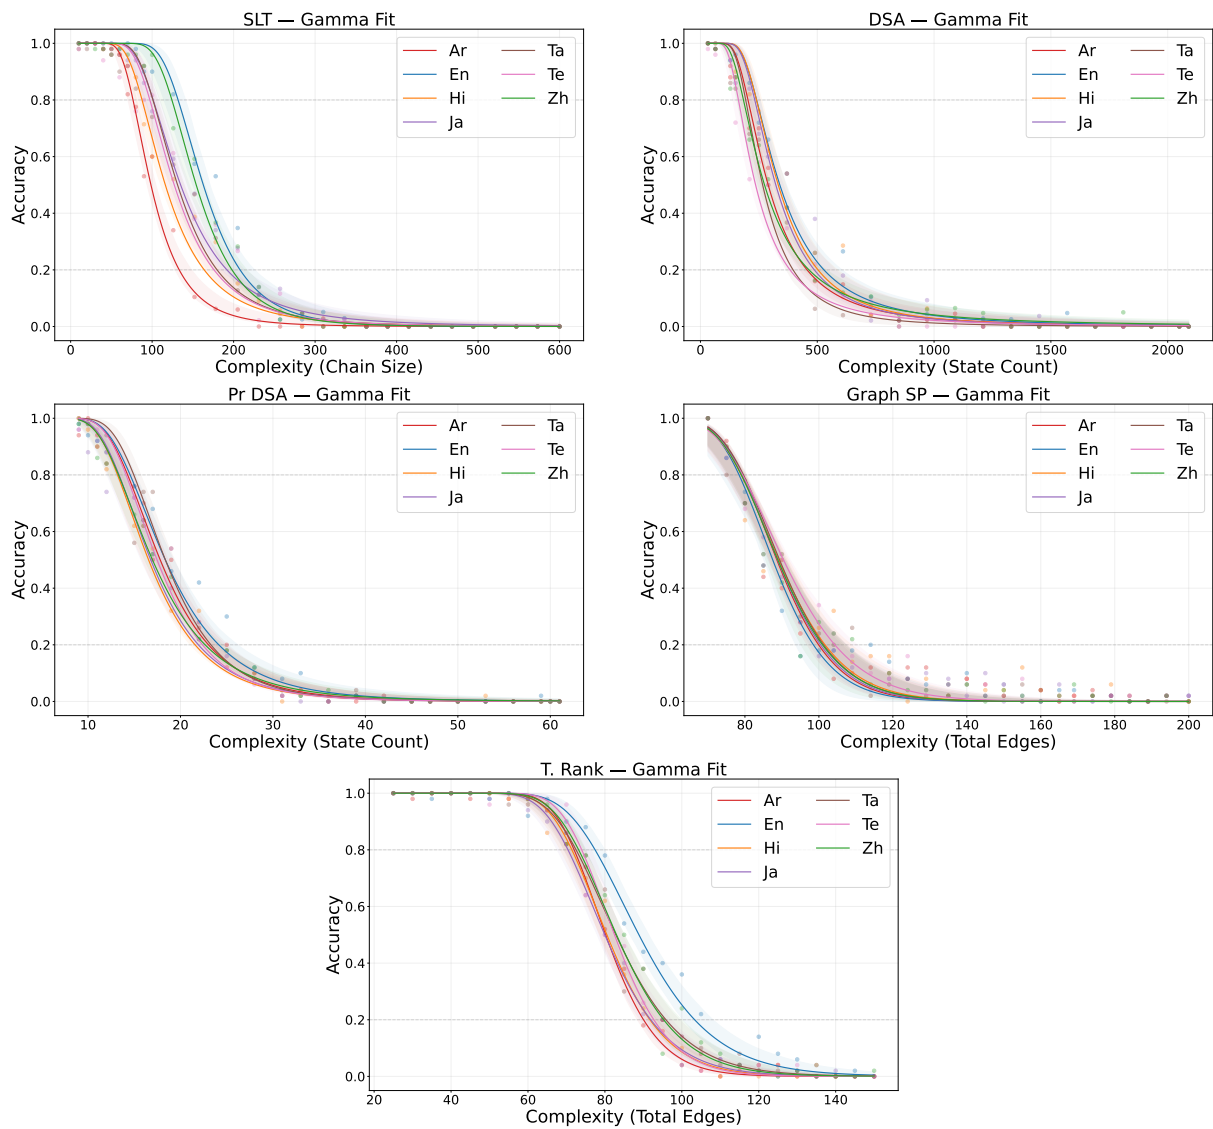 SLT — Gamma Fit
Accuracy
1.0
0.8
0.6
0.4
0.2
0.0
Ar
En
Hi
Ja
Ta
Te
Zh
0
100
200
300
400
500
600
Complexity (Chain Size)
DSA — Gamma Fit
Accuracy
1.0
0.8
0.6
0.4
0.2
0.0
Ar
En
Hi
Ja
Ta
Te
Zh
0
500
1000
1500
2000
Complexity (State Count)
Pr DSA — Gamma Fit
Accuracy
1.0
0.8
0.6
0.4
0.2
0.0
Ar
En
Hi
Ja
Ta
Te
Zh
10
20
30
40
50
60
Complexity (State Count)
Graph SP — Gamma Fit
Accuracy
1.0
0.8
0.6
0.4
0.2
0.0
Ar
En
Hi
Ja
Ta
Te
Zh
80
100
120
140
160
180
200
Complexity (Total Edges)
T. Rank — Gamma Fit
Accuracy
1.0
0.8
0.6
0.4
0.2
0.0
Ar
En
Hi
Ja
Ta
Te
Zh
20
40
60
80
100
120
140
Complexity (Total Edges)